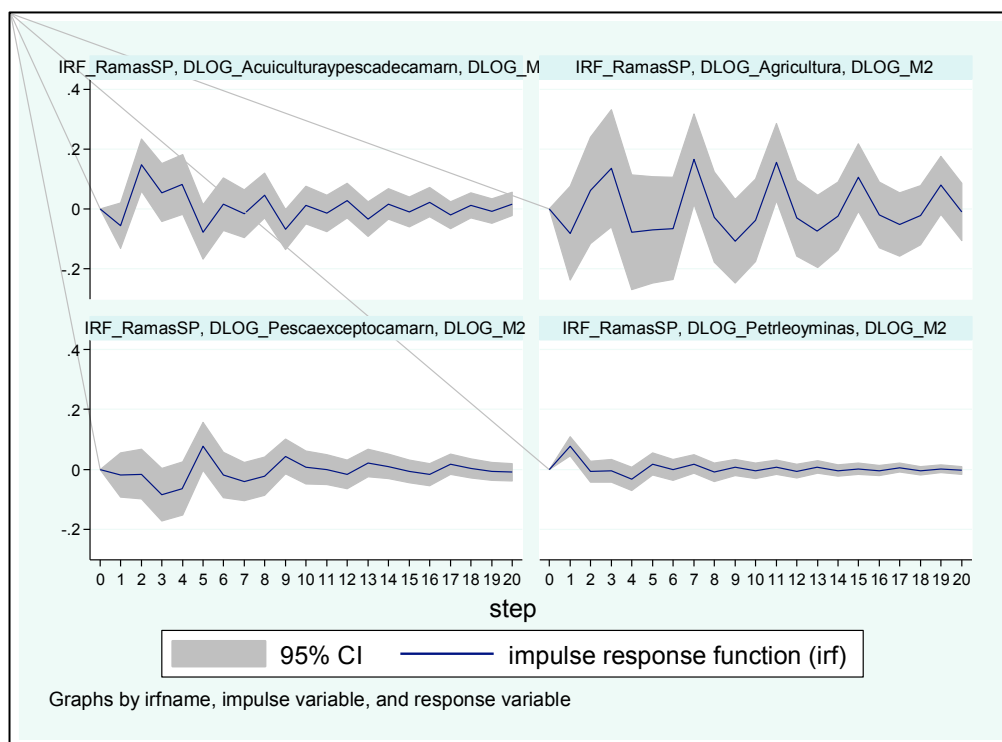 IRF_RamasSP, DLOG_Acuiculturaypescadecamarn, DLOG_M
IRF_RamasSP, DLOG_Agricultura, DLOG_M2
.4
.2
0
-.2
IRF_RamasSP, DLOG_Pescaexceptocamarn, DLOG_M2
IRF_RamasSP, DLOG_Petrleoyminas, DLOG_M2
.4
.2
0
-.2
0 1 2 3 4 5 6 7 8 9 10 11 12 13 14 15 16 17 18 19 20
0 1 2 3 4 5 6 7 8 9 10 11 12 13 14 15 16 17 18 19 20
step
95% CI
impulse response function (irf)
Graphs by irfname, impulse variable, and response variable